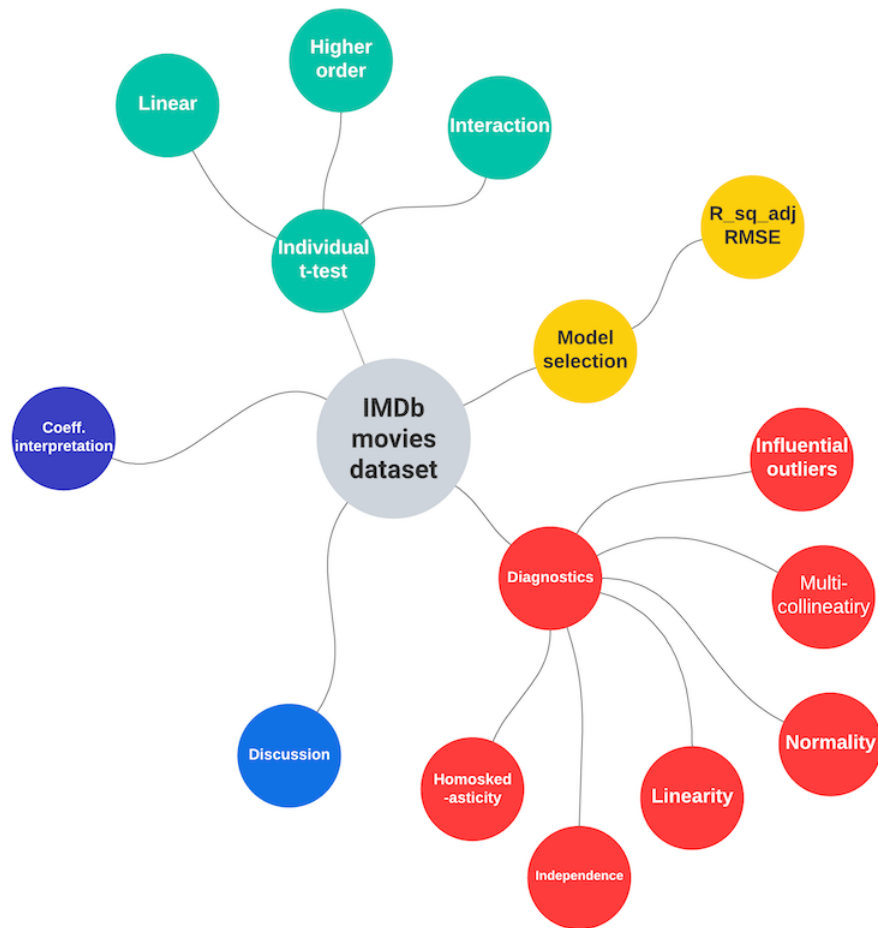 Higher
order
Linear
Interaction
R_sq_adj
RMSE
Individual
t-test
Model
selection
IMDb
movies
dataset
Coeff.
interpretation
Influential
outliers
Diagnostics
Multi-
collineatiry
Normality
Discussion
Homosked
-asticity
Linearity
Independence